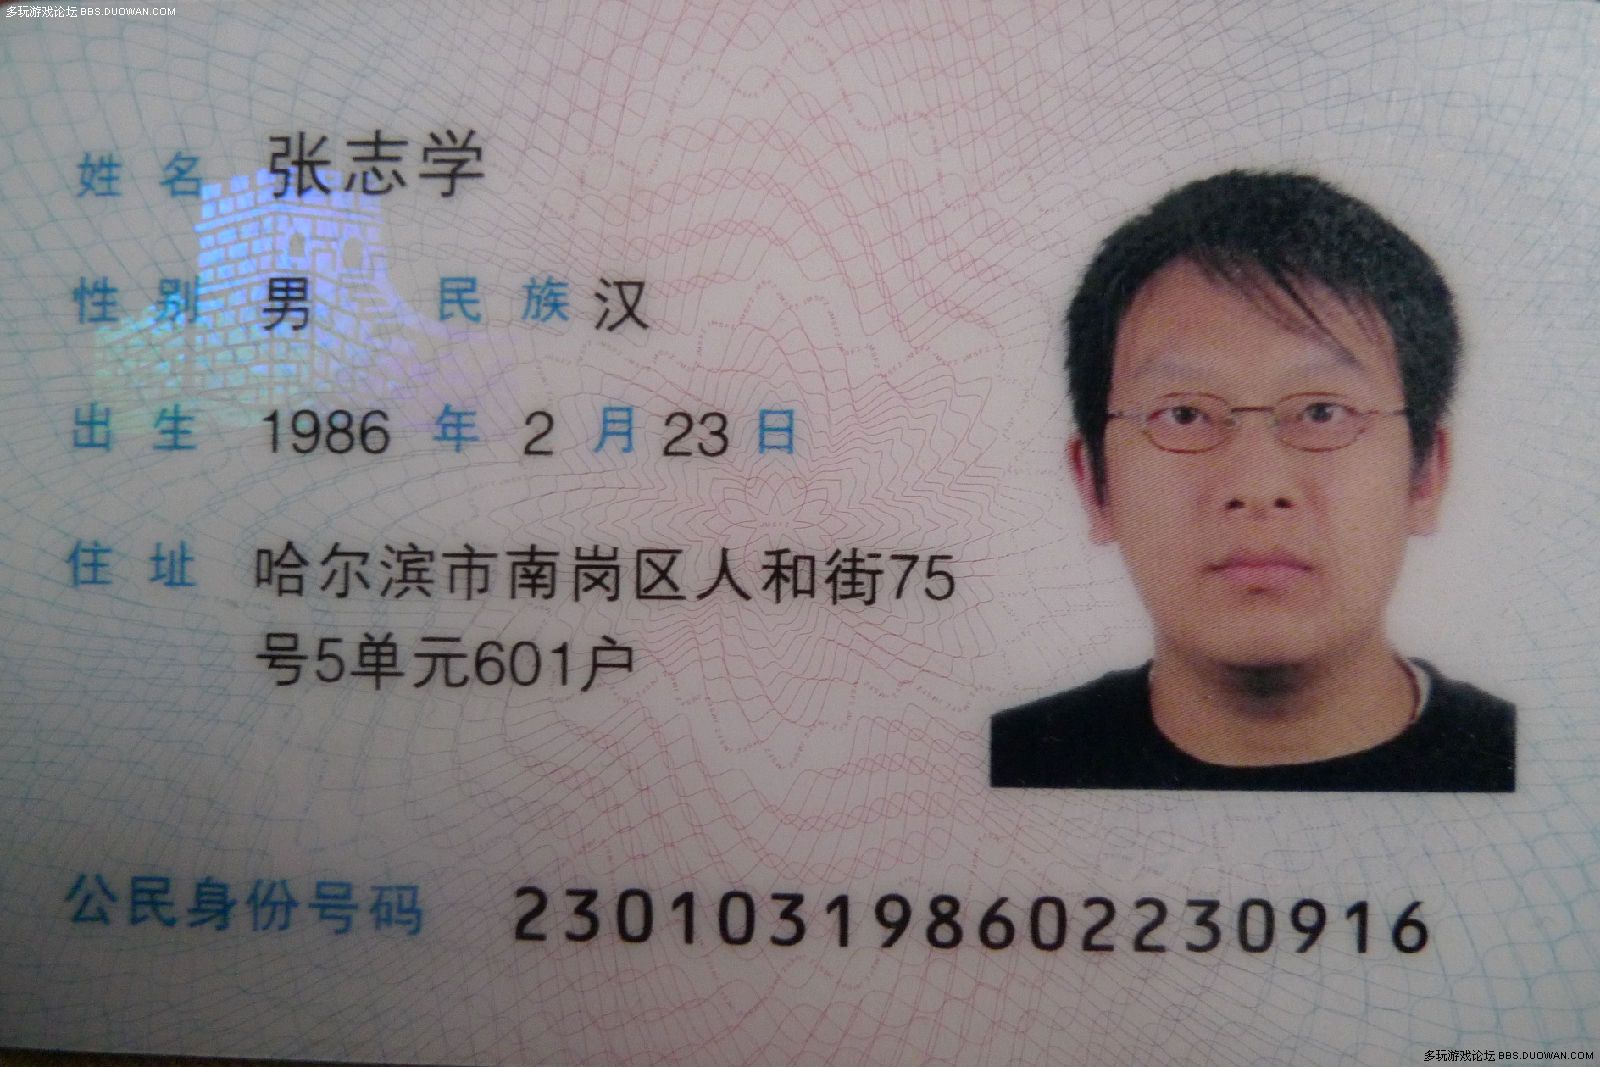 多玩游戏论坛 BBS.DUOWAN.COM
姓名 张志学
性别 男 民族 汉
出生 1986 年 2 月 23 日
住址 哈尔滨市南岗区人和街75
号5单元601户
公民身份号码 230103198602230916
多玩游戏论坛 BBS.DUOWAN.COM